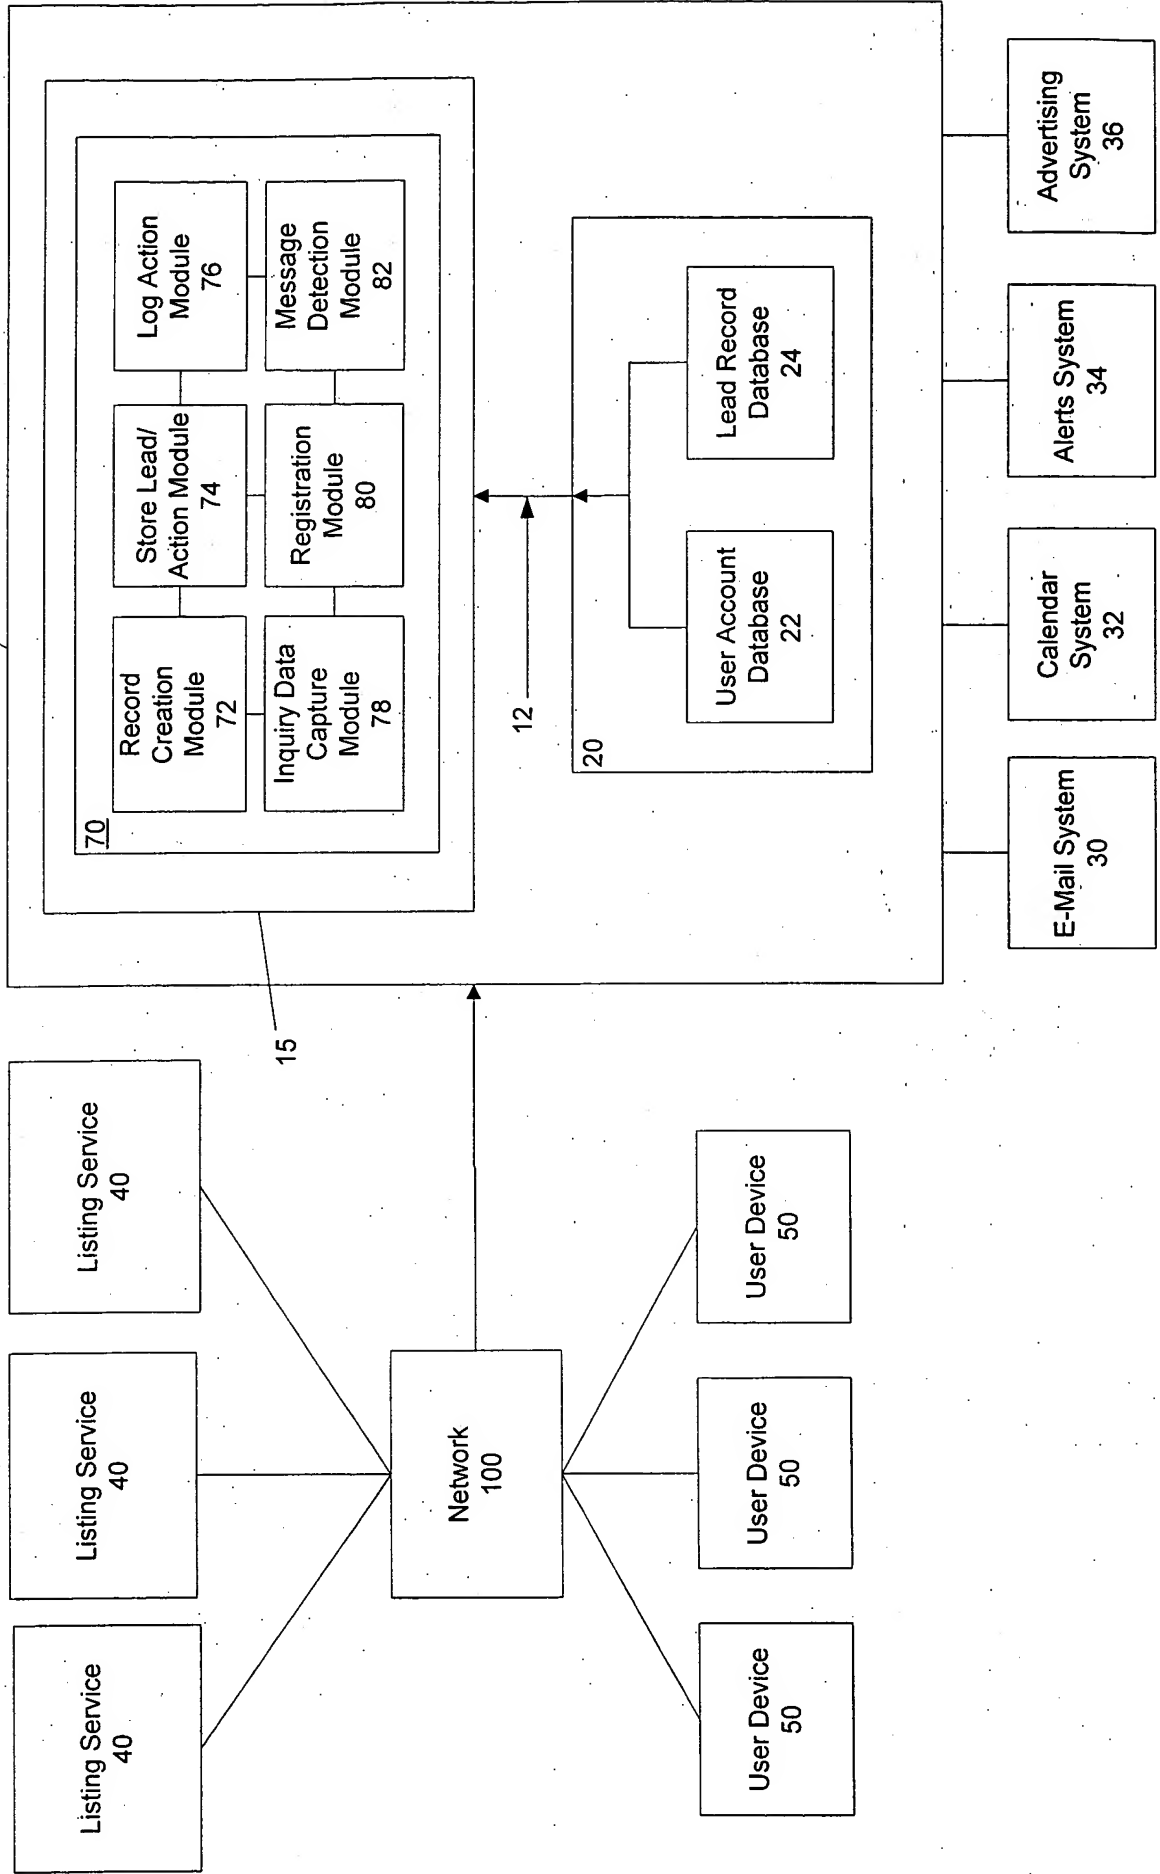 Listing Service
40
Listing Service
40
Listing Service
40
Network
100
User Device
50
User Device
50
User Device
50
15
70
Record
Creation
Module
72
Store Lead/
Action Module
74
Log Action
Module
76
Inquiry Data
Capture
Module
78
Registration
Module
80
Message
Detection
Module
82
12
20
User Account
Database
22
Lead Record
Database
24
E-Mail System
30
Calendar
System
32
Alerts System
34
Advertising
System
36